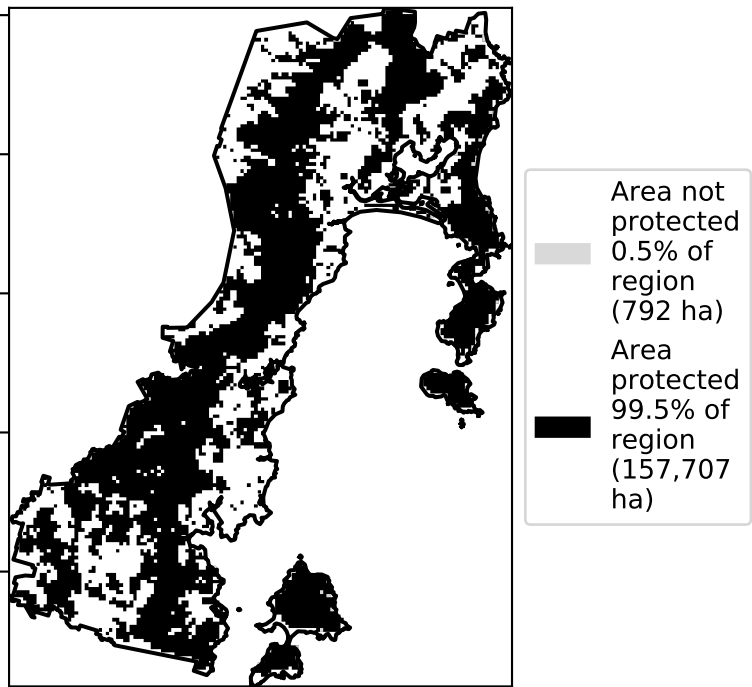 Area not
protected
0.5% of
region
(792 ha)
Area
protected
99.5% of
region
(157,707
ha)